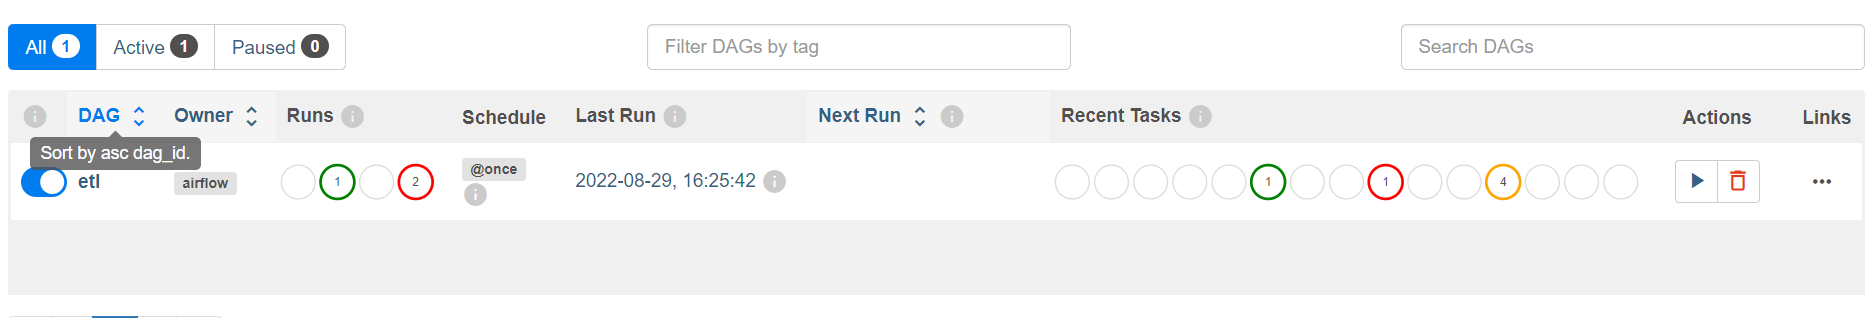 All 1 Active 1 Paused 0 Filter DAGs by tag Search DAGs
i DAG Owner Runs i Schedule Last Run i Next Run i Recent Tasks i Actions Links
Sort by asc dag_id.
etl airflow 1 2 @once i 2022-08-29, 16:25:42 i 1 1 4